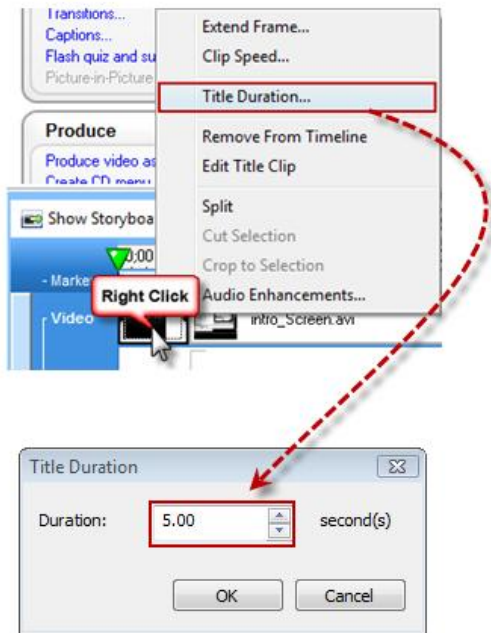 Transitions...
Captions...
Flash quiz and su
Picture-in-Picture
Produce
Produce video as
Create CD menu
Extend Frame...
Clip Speed...
Title Duration...
Remove From Timeline
Edit Title Clip
Split
Cut Selection
Crop to Selection
Audio Enhancements...
Show Storyboa
0;00
- Marke
Right Click
Video
intro_Screen.avi
Title Duration
Duration: 5.00 second(s)
OK Cancel